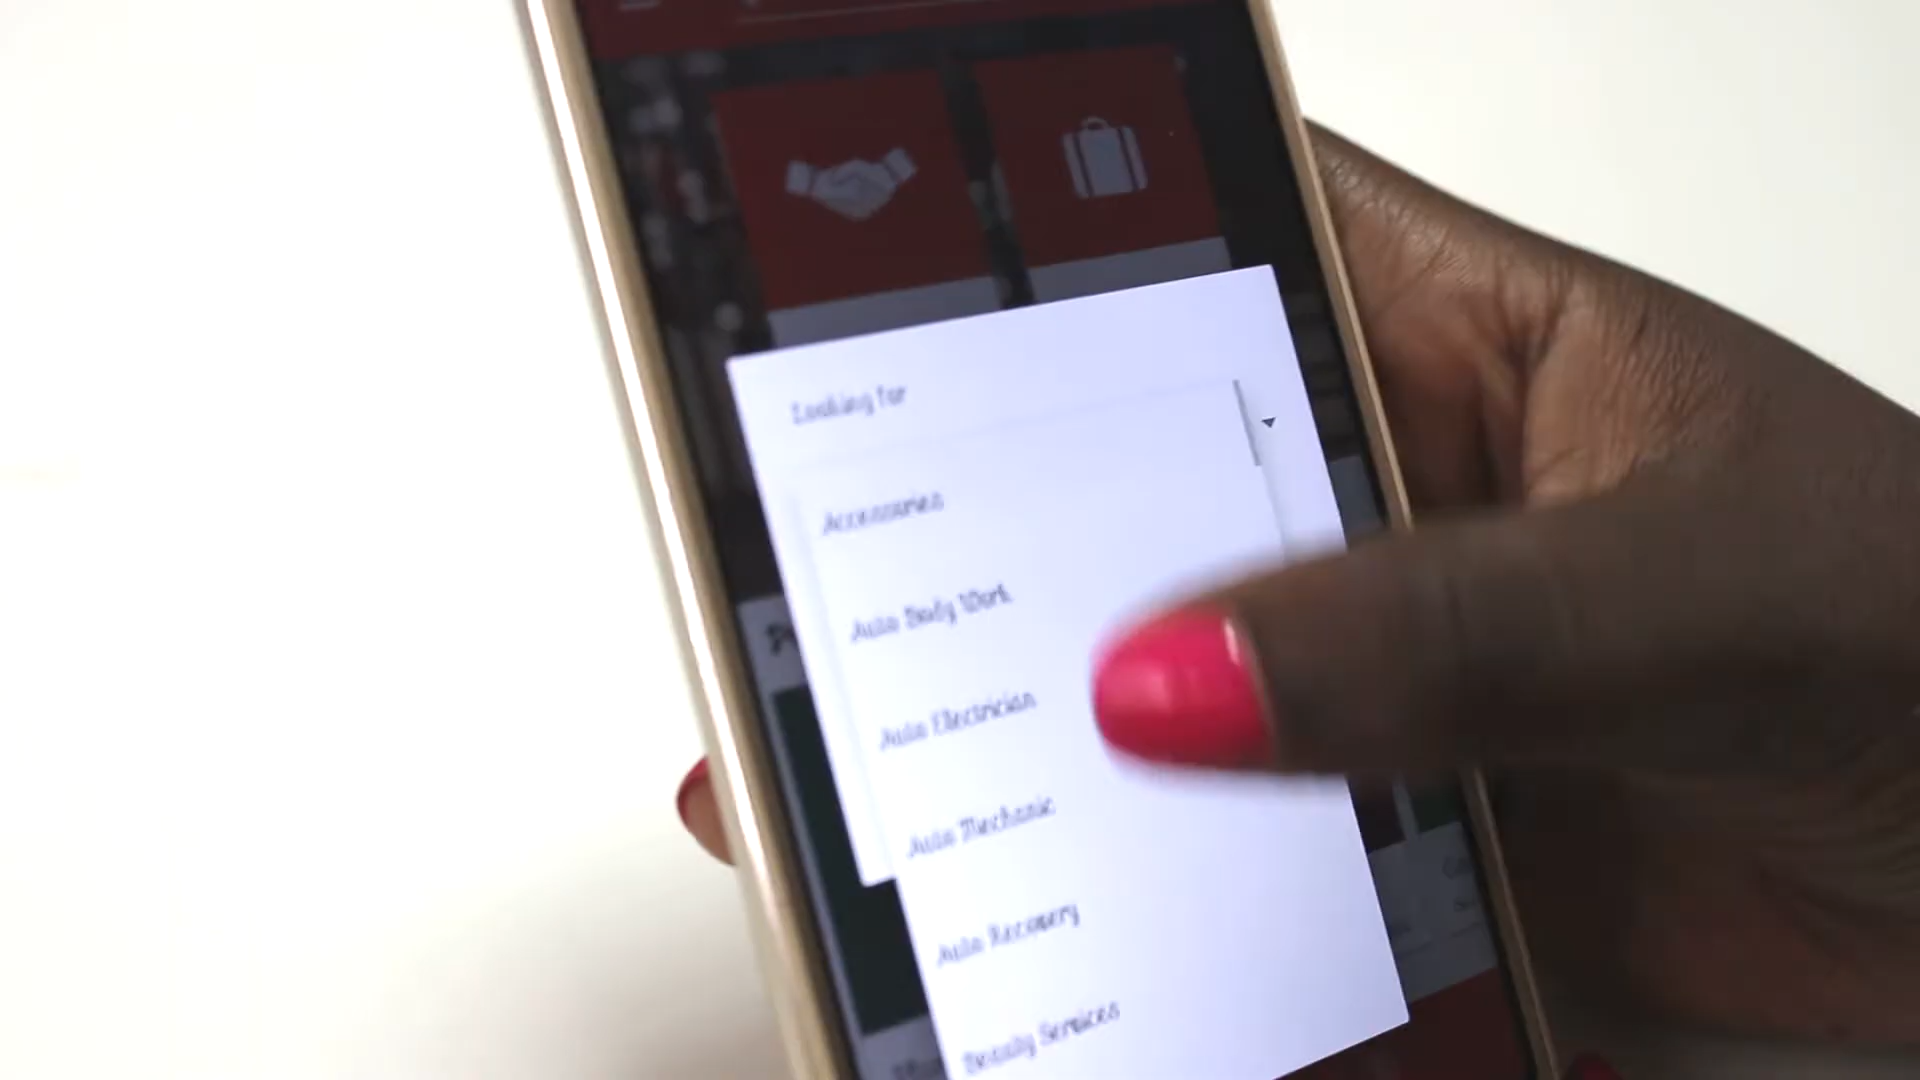 Looking for
Accessories
Auto Body Work
Auto Electrician
Auto Mechanic
Auto Recovery
Beauty Services